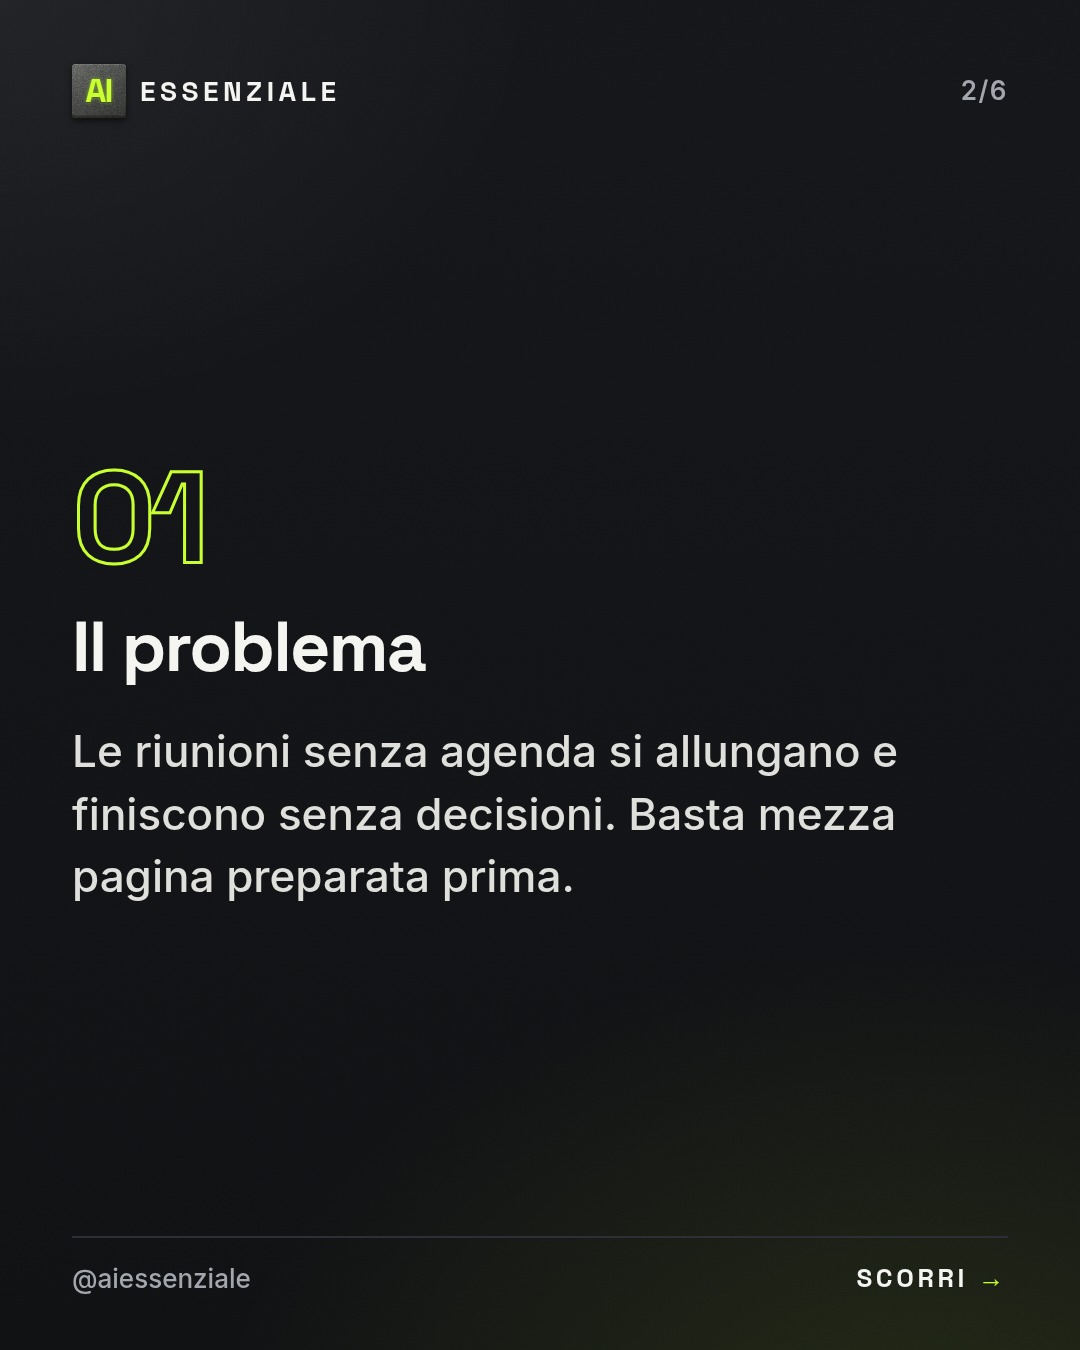 AI ESSENZIALE
2/6
01
Il problema
Le riunioni senza agenda si allungano e
finiscono senza decisioni. Basta mezza
pagina preparata prima.
@aiessenziale
SCORRI →